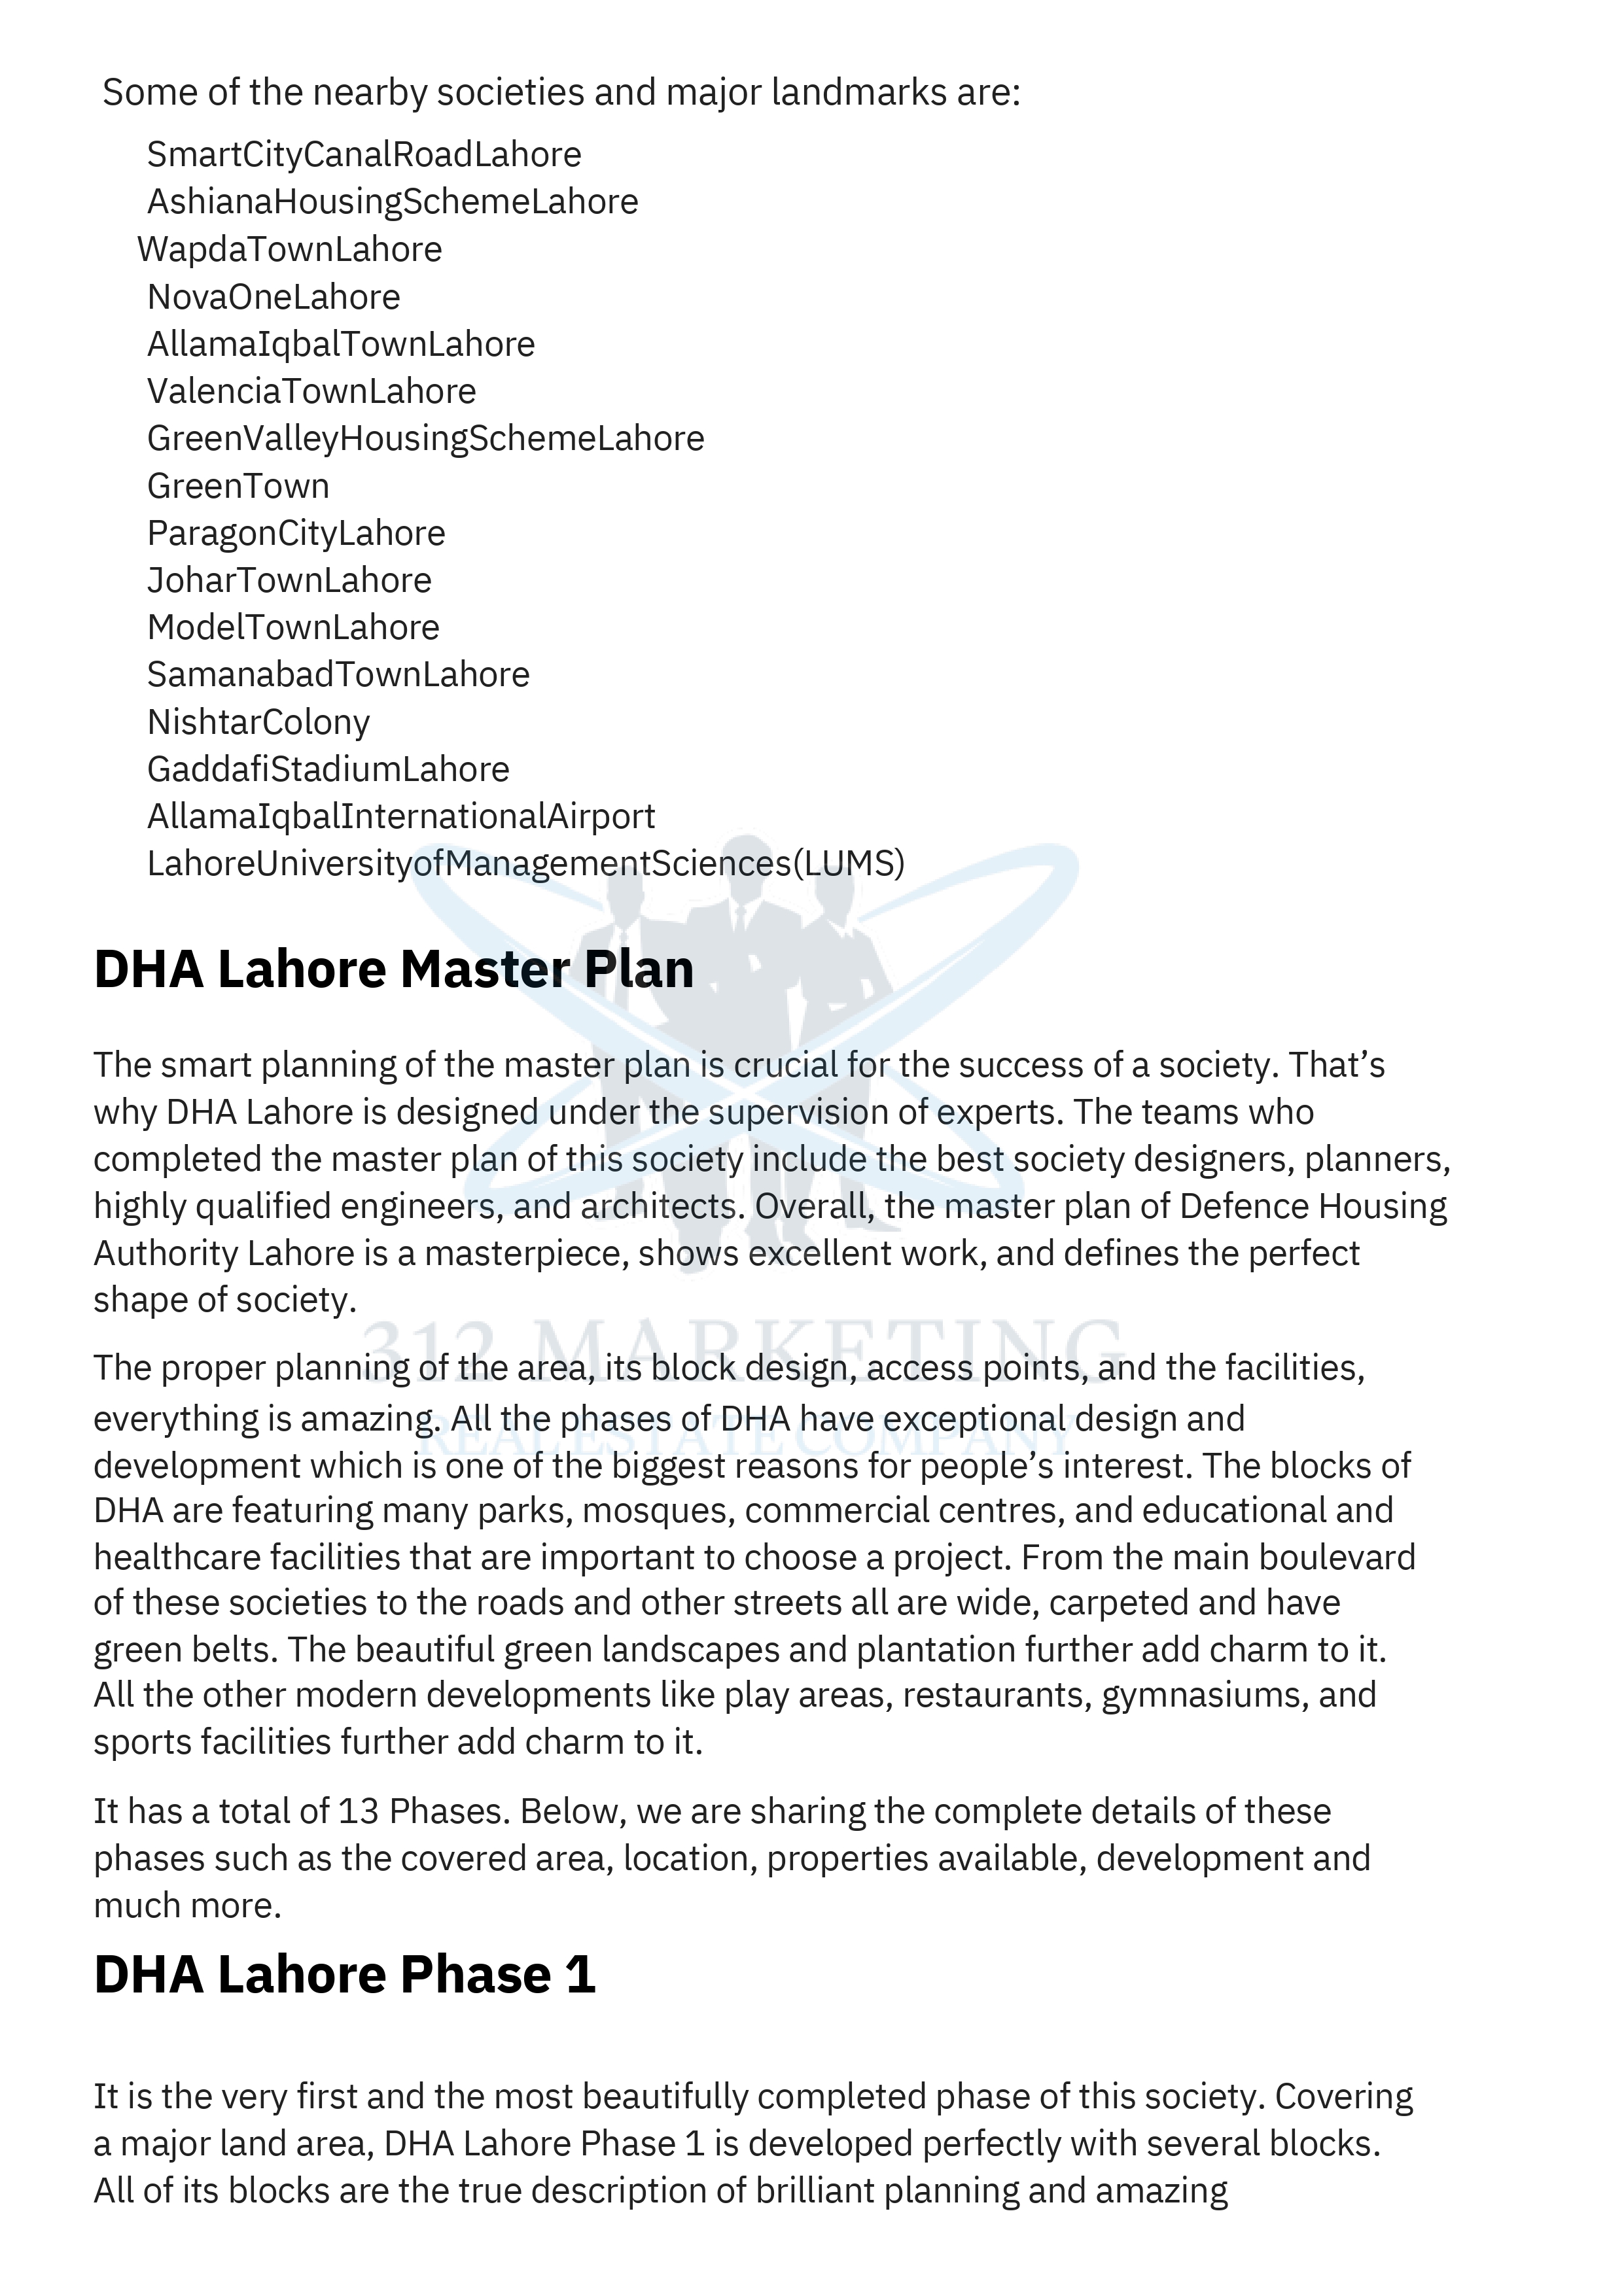 Some of the nearby societies and major landmarks are:
SmartCityCanalRoadLahore
AshianaHousingSchemeLahore
WapdaTownLahore
NovaOneLahore
AllamaIqbalTownLahore
ValenciaTownLahore
GreenValleyHousingSchemeLahore
GreenTown
ParagonCityLahore
JoharTownLahore
ModelTownLahore
SamanabadTownLahore
NishtarColony
GaddafiStadiumLahore
AllamaIqbalInternationalAirport
LahoreUniversityofManagementSciences(LUMS)
DHA Lahore Master Plan
The smart planning of the master plan is crucial for the success of a society. That’s
why DHA Lahore is designed under the supervision of experts. The teams who
completed the master plan of this society include the best society designers, planners,
highly qualified engineers, and architects. Overall, the master plan of Defence Housing
Authority Lahore is a masterpiece, shows excellent work, and defines the perfect
shape of society.
312 MARKETING
The proper planning of the area, its block design, access points, and the facilities,
everything is amazing. All the phases of DHA have exceptional design and
REAL ESTATE COMPANY
development which is one of the biggest reasons for people’s interest. The blocks of
DHA are featuring many parks, mosques, commercial centres, and educational and
healthcare facilities that are important to choose a project. From the main boulevard
of these societies to the roads and other streets all are wide, carpeted and have
green belts. The beautiful green landscapes and plantation further add charm to it.
All the other modern developments like play areas, restaurants, gymnasiums, and
sports facilities further add charm to it.
It has a total of 13 Phases. Below, we are sharing the complete details of these
phases such as the covered area, location, properties available, development and
much more.
DHA Lahore Phase 1
It is the very first and the most beautifully completed phase of this society. Covering
a major land area, DHA Lahore Phase 1 is developed perfectly with several blocks.
All of its blocks are the true description of brilliant planning and amazing